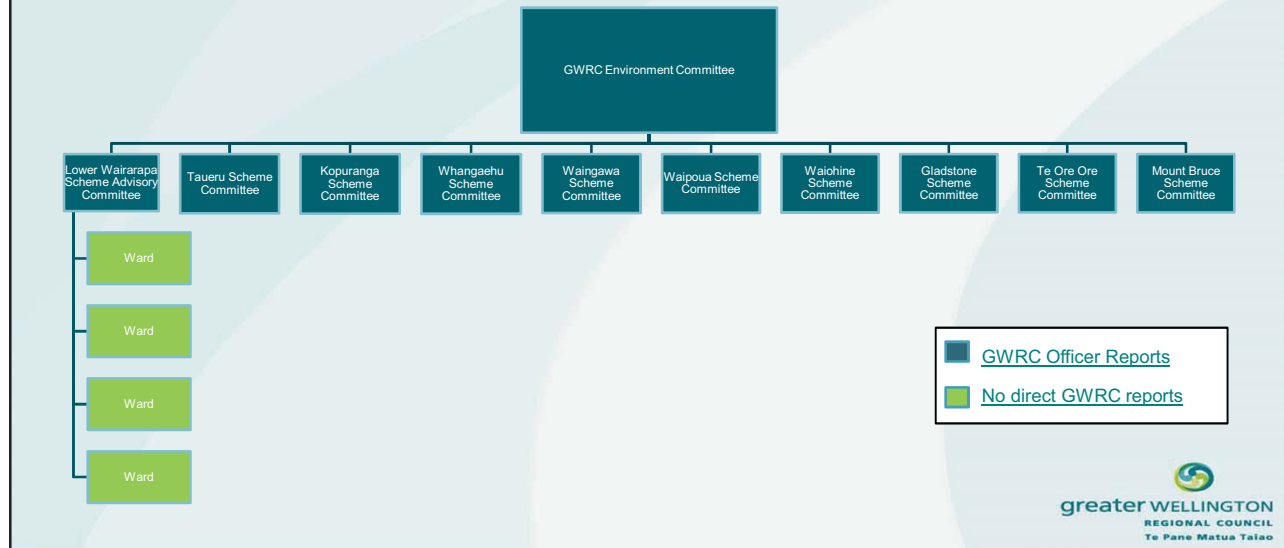 GWRC Environment Committee
Lower Wairarapa
Scheme Advisory
Committee
Taueru Scheme
Committee
Kopuranga
Scheme
Committee
Whangaehu
Scheme
Committee
Waingawa
Scheme
Committee
Waipoua Scheme
Committee
Waiohine
Scheme
Committee
Gladstone
Scheme
Committee
Te Ore Ore
Scheme
Committee
Mount Bruce
Scheme
Committee
Ward
Ward
Ward
Ward
GWRC Officer Reports
No direct GWRC reports
greater WELLINGTON
REGIONAL COUNCIL
Te Pane Matua Taiao